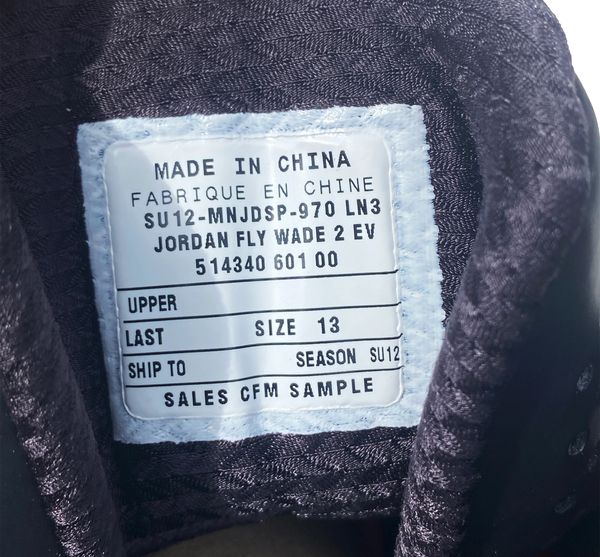 MADE IN CHINA
FABRIQUE EN CHINE
SU12-MNJDSP-970 LN3
JORDAN FLY WADE 2 EV
514340 601 00
UPPER
LAST SIZE 13
SHIP TO SEASON SU12
SALES CFM SAMPLE